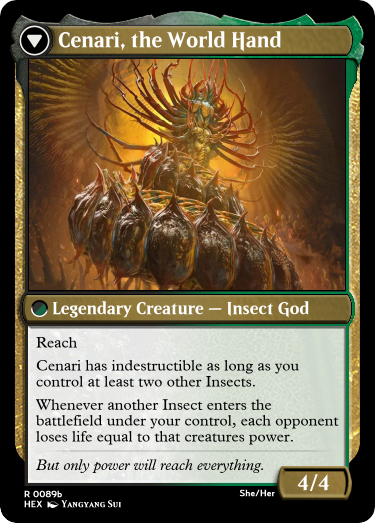 Cenari, the World Hand
Legendary Creature — Insect God
Reach
Cenari has indestructible as long as you
control at least two other Insects.
Whenever another Insect enters the
battlefield under your control, each opponent
loses life equal to that creatures power.
But only power will reach everything.
4/4
R 0089b
She/Her
HEX Yangyang Sui